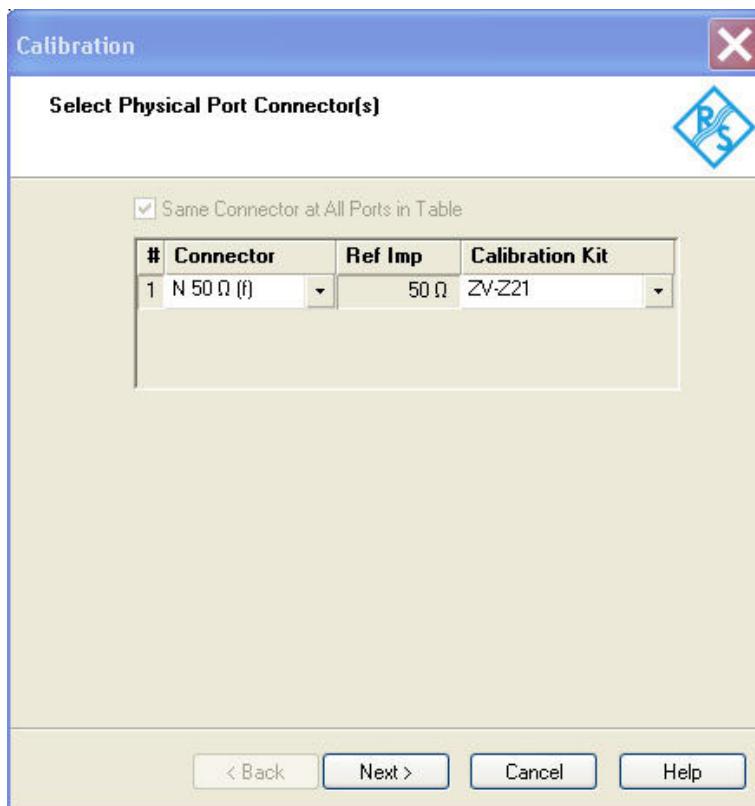 Calibration
Select Physical Port Connector(s)
R S
Same Connector at All Ports in Table
# Connector Ref Imp Calibration Kit
1 N 50 Ω (f) 50 Ω ZV-Z21
< Back Next > Cancel Help